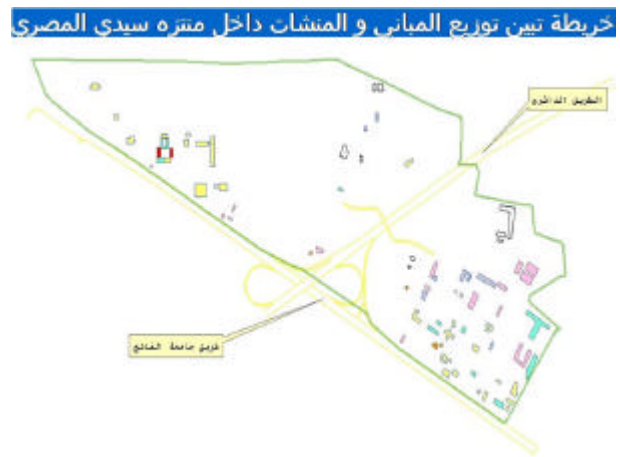 خريطة تبين توزيع المباني و المنشات داخل منتزه سيدي المصري
الطريق الدائري
طريق جامعة الفاتح